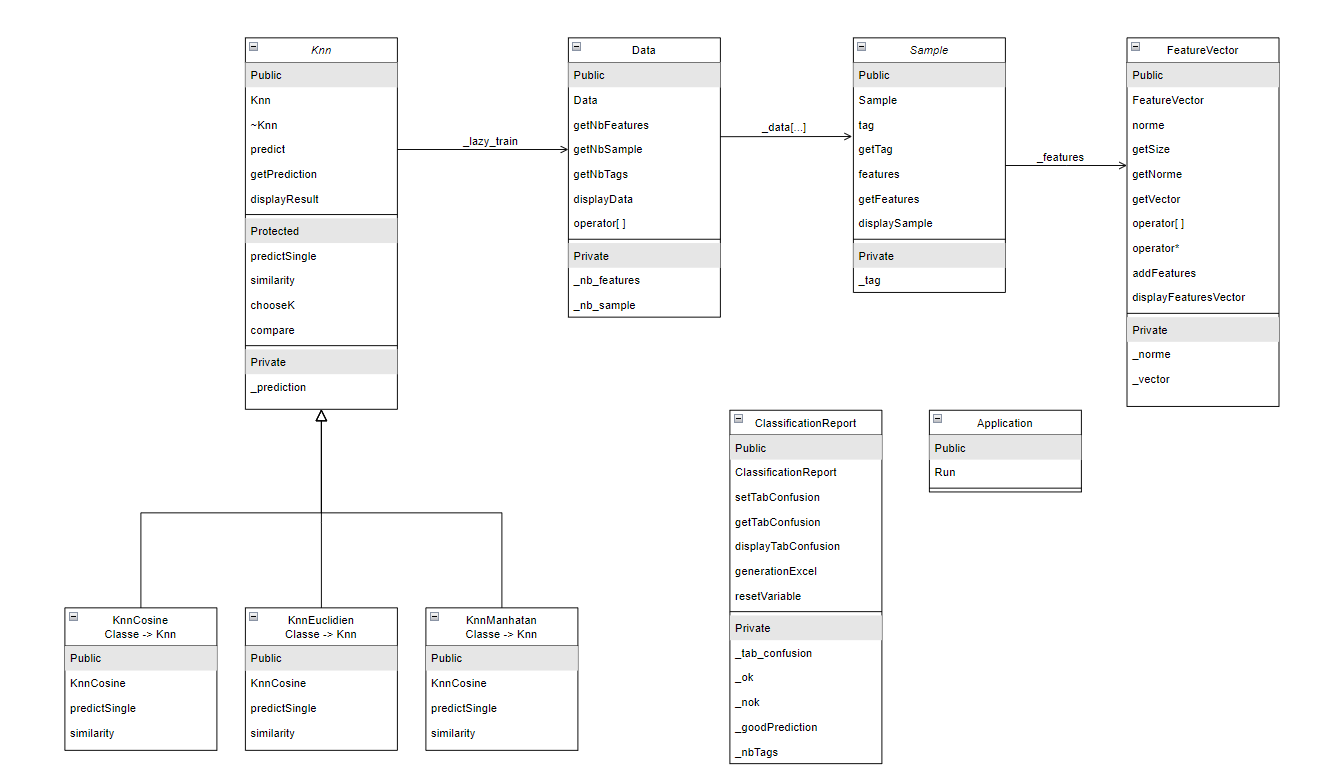 Knn
Public
Knn
~Knn
predict
getPrediction
displayResult
Protected
predictSingle
similarity
chooseK
compare
Private
_prediction
_lazy_train
Data
Public
Data
getNbFeatures
getNbSample
getNbTags
displayData
operator[ ]
Private
_nb_features
_nb_sample
_data[...]
Sample
Public
Sample
tag
getTag
features
getFeatures
displaySample
Private
_tag
_features
FeatureVector
Public
FeatureVector
norme
getSize
getNorme
getVector
operator[ ]
operator*
addFeatures
displayFeaturesVector
Private
_norme
_vector
KnnCosine
Classe -> Knn
Public
KnnCosine
predictSingle
similarity
KnnEuclidien
Classe -> Knn
Public
KnnCosine
predictSingle
similarity
KnnManhatan
Classe -> Knn
Public
KnnCosine
predictSingle
similarity
ClassificationReport
Public
ClassificationReport
setTabConfusion
getTabConfusion
displayTabConfusion
generationExcel
resetVariable
Private
_tab_confusion
_ok
_nok
_goodPrediction
_nbTags
Application
Public
Run